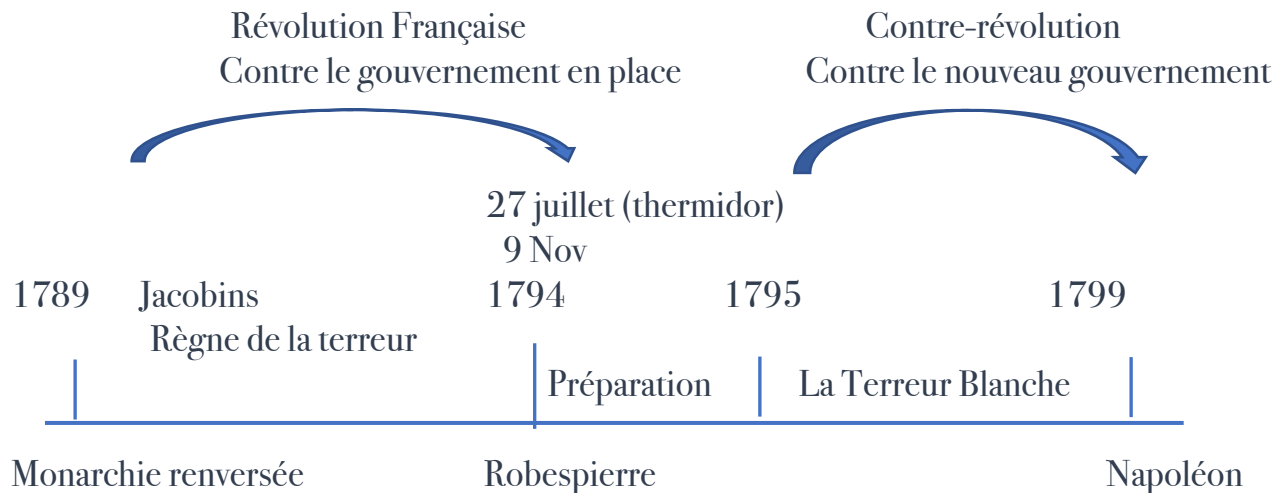 Révolution Française
Contre le gouvernement en place
Contre-révolution
Contre le nouveau gouvernement
27 juillet (thermidor)
9 Nov
1789
Jacobins
1794
1795
1799
Règne de la terreur
Préparation
La Terreur Blanche
Monarchie renversée
Robespierre
Napoléon